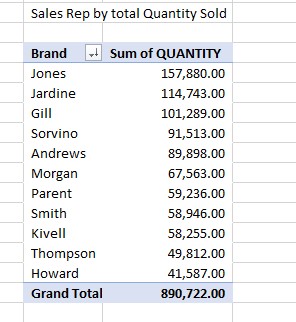 Sales Rep by total Quantity Sold
Brand Sum of QUANTITY
Jones 157,880.00
Jardine 114,743.00
Gill 101,289.00
Sorvino 91,513.00
Andrews 89,898.00
Morgan 67,563.00
Parent 59,236.00
Smith 58,946.00
Kivell 58,255.00
Thompson 49,812.00
Howard 41,587.00
Grand Total 890,722.00